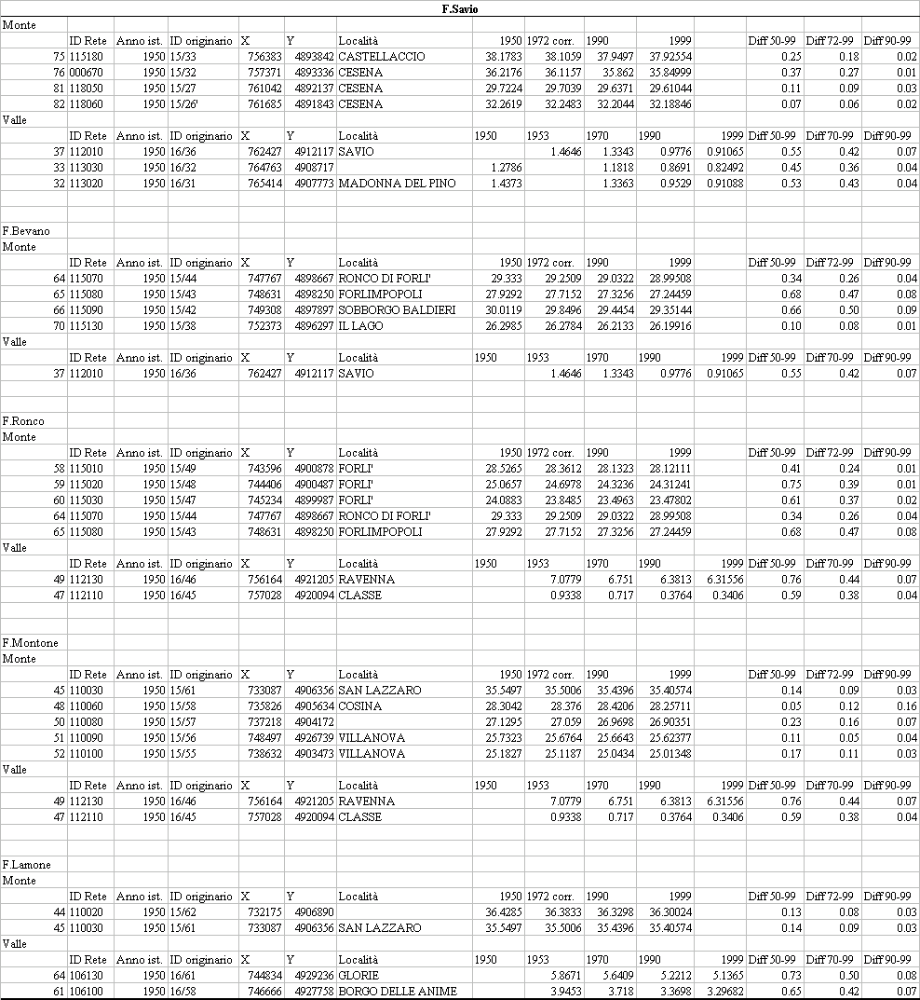 F.Savio
Monte
ID Rete Anno ist. ID originario X Y Località 1950 1972 corr. 1990 1999 Diff 50-99 Diff 72-99 Diff 90-99
75 115180 1950 15/33 756383 4893842 CASTELLACCIO 38.1783 38.1059 37.9497 37.92554 0.25 0.18 0.02
76 000670 1950 15/32 757371 4893336 CESENA 36.2176 36.1157 35.862 35.84999 0.37 0.27 0.01
81 118050 1950 15/27 761042 4892137 CESENA 29.7224 29.7039 29.6371 29.61044 0.11 0.09 0.03
82 118060 1950 15/26' 761685 4891843 CESENA 32.2619 32.2483 32.2044 32.18846 0.07 0.06 0.02
Valle
ID Rete Anno ist. ID originario X Y Località 1950 1953 1970 1990 1999 Diff 50-99 Diff 70-99 Diff 90-99
37 112010 1950 16/36 762427 4912117 SAVIO 1.4646 1.3343 0.9776 0.91065 0.55 0.42 0.07
33 113030 1950 16/32 764763 4908717 1.2786 1.1818 0.8691 0.82492 0.45 0.36 0.04
32 113020 1950 16/31 765414 4907773 MADONNA DEL PINO 1.4373 1.3363 0.9529 0.91088 0.53 0.43 0.04
F.Bevano
Monte
ID Rete Anno ist. ID originario X Y Località 1950 1972 corr. 1990 1999 Diff 50-99 Diff 72-99 Diff 90-99
64 115070 1950 15/44 747767 4898667 RONCO DI FORLI' 29.333 29.2509 29.0322 28.99508 0.34 0.26 0.04
65 115080 1950 15/43 748631 4898250 FORLIMPOPOLI 27.9292 27.7152 27.3256 27.24459 0.68 0.47 0.08
66 115090 1950 15/42 749308 4897897 SOBBORGO BALDIERI 30.0119 29.8496 29.4454 29.35144 0.66 0.50 0.09
70 115130 1950 15/38 752373 4896297 IL LAGO 26.2985 26.2784 26.2133 26.19916 0.10 0.08 0.01
Valle
ID Rete Anno ist. ID originario X Y Località 1950 1953 1970 1990 1999 Diff 50-99 Diff 70-99 Diff 90-99
37 112010 1950 16/36 762427 4912117 SAVIO 1.4646 1.3343 0.9776 0.91065 0.55 0.42 0.07
F.Ronco
Monte
ID Rete Anno ist. ID originario X Y Località 1950 1972 corr. 1990 1999 Diff 50-99 Diff 72-99 Diff 90-99
58 115010 1950 15/49 743596 4900878 FORLI' 28.5265 28.3612 28.1323 28.12111 0.41 0.24 0.01
59 115020 1950 15/48 744406 4900487 FORLI' 25.0657 24.6978 24.3236 24.31241 0.75 0.39 0.01
60 115030 1950 15/47 745234 4899987 FORLI' 24.0883 23.8485 23.4963 23.47802 0.61 0.37 0.02
64 115070 1950 15/44 747767 4898667 RONCO DI FORLI' 29.333 29.2509 29.0322 28.99508 0.34 0.26 0.04
65 115080 1950 15/43 748631 4898250 FORLIMPOPOLI 27.9292 27.7152 27.3256 27.24459 0.68 0.47 0.08
Valle
ID Rete Anno ist. ID originario X Y Località 1950 1953 1970 1990 1999 Diff 50-99 Diff 70-99 Diff 90-99
49 112130 1950 16/46 756164 4921205 RAVENNA 7.0779 6.751 6.3813 6.31556 0.76 0.44 0.07
47 112110 1950 16/45 757028 4920094 CLASSE 0.9338 0.717 0.3764 0.3406 0.59 0.38 0.04
F.Montone
Monte
ID Rete Anno ist. ID originario X Y Località 1950 1972 corr. 1990 1999 Diff 50-99 Diff 72-99 Diff 90-99
45 110030 1950 15/61 733087 4906356 SAN LAZZARO 35.5497 35.5006 35.4396 35.40574 0.14 0.09 0.03
48 110060 1950 15/58 735826 4905634 COSINA 28.3042 28.376 28.4206 28.25711 0.05 0.12 0.16
50 110080 1950 15/57 737218 4904172 27.1295 27.059 26.9698 26.90351 0.23 0.16 0.07
51 110090 1950 15/56 748497 4926739 VILLANOVA 25.7323 25.6764 25.6643 25.62377 0.11 0.05 0.04
52 110100 1950 15/55 738632 4903473 VILLANOVA 25.1827 25.1187 25.0434 25.01348 0.17 0.11 0.03
Valle
ID Rete Anno ist. ID originario X Y Località 1950 1953 1970 1990 1999 Diff 50-99 Diff 70-99 Diff 90-99
49 112130 1950 16/46 756164 4921205 RAVENNA 7.0779 6.751 6.3813 6.31556 0.76 0.44 0.07
47 112110 1950 16/45 757028 4920094 CLASSE 0.9338 0.717 0.3764 0.3406 0.59 0.38 0.04
F.Lamone
Monte
ID Rete Anno ist. ID originario X Y Località 1950 1972 corr. 1990 1999 Diff 50-99 Diff 72-99 Diff 90-99
44 110020 1950 15/62 732175 4906890 36.4285 36.3833 36.3298 36.30024 0.13 0.08 0.03
45 110030 1950 15/61 733087 4906356 SAN LAZZARO 35.5497 35.5006 35.4396 35.40574 0.14 0.09 0.03
Valle
ID Rete Anno ist. ID originario X Y Località 1950 1953 1970 1990 1999 Diff 50-99 Diff 70-99 Diff 90-99
64 106130 1950 16/61 744834 4929236 GLORIE 5.8671 5.6409 5.2212 5.1365 0.73 0.50 0.08
61 106100 1950 16/58 746666 4927758 BORGO DELLE ANIME 3.9453 3.718 3.3698 3.29682 0.65 0.42 0.07